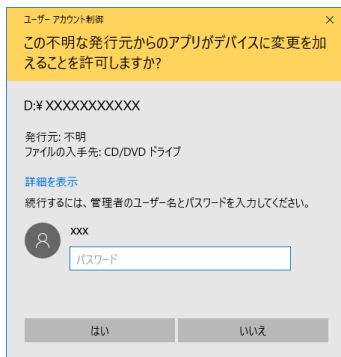 ユーザー アカウント制御
この不明な発行元からのアプリがデバイスに変更を加
えることを許可しますか?
D:¥ XXXXXXXXXXX
発行元: 不明
ファイルの入手先: CD/DVD ドライブ
詳細を表示
続行するには、管理者のユーザー名とパスワードを入力してください。
xxx
パスワード
はい
いいえ